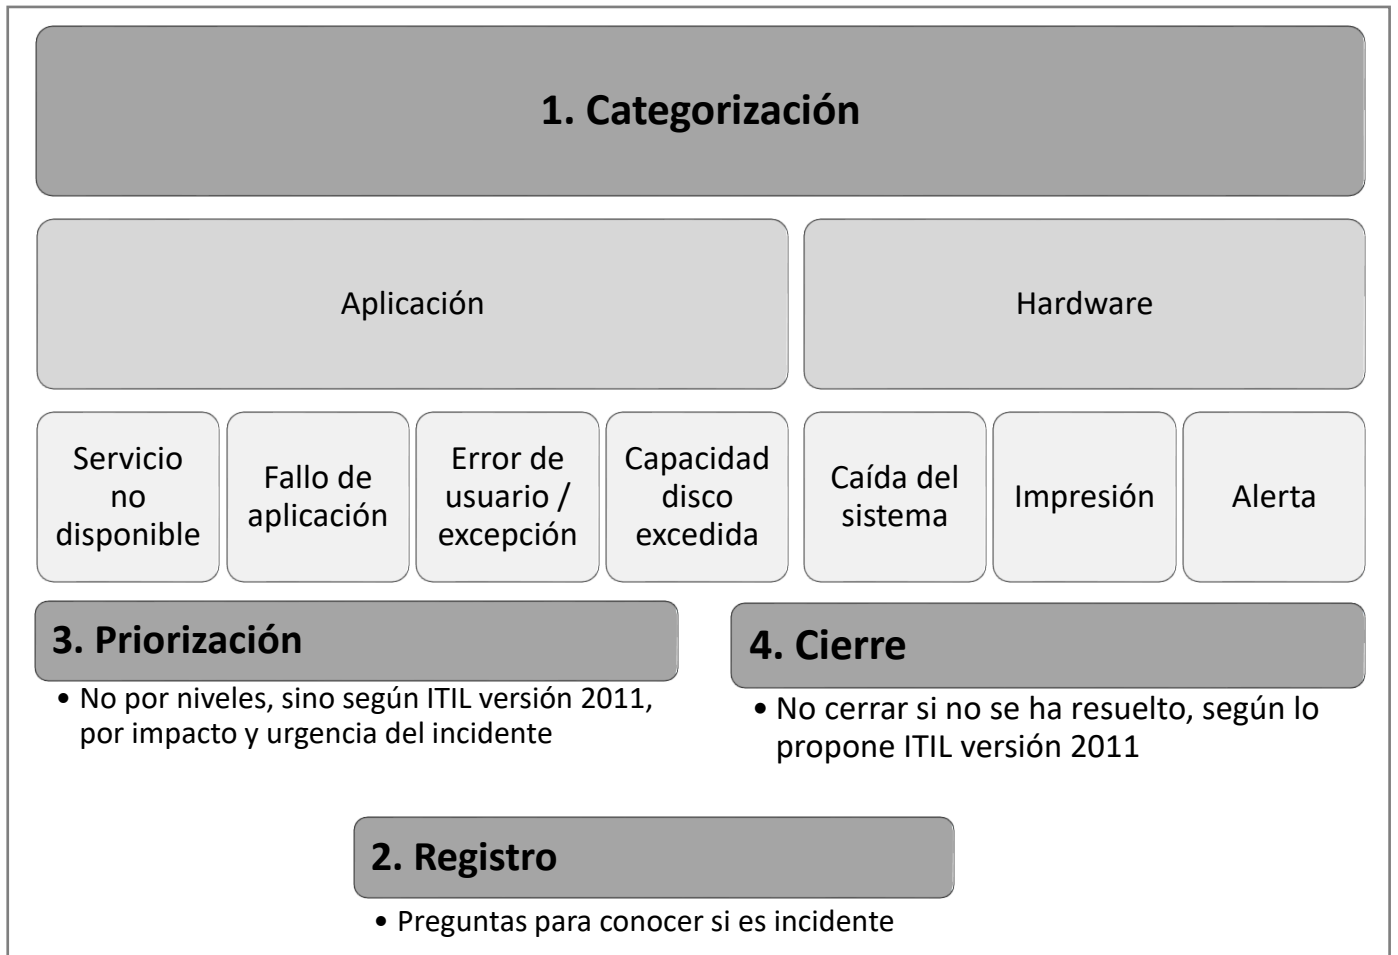 1. Categorización
Aplicación
Hardware
Servicio
no
disponible
Fallo de
aplicación
Error de
usuario /
excepción
Capacidad
disco
excedida
Caída del
sistema
Impresión
Alerta
3. Priorización
• No por niveles, sino según ITIL versión 2011,
por impacto y urgencia del incidente
4. Cierre
• No cerrar si no se ha resuelto, según lo
propone ITIL versión 2011
2. Registro
• Preguntas para conocer si es incidente